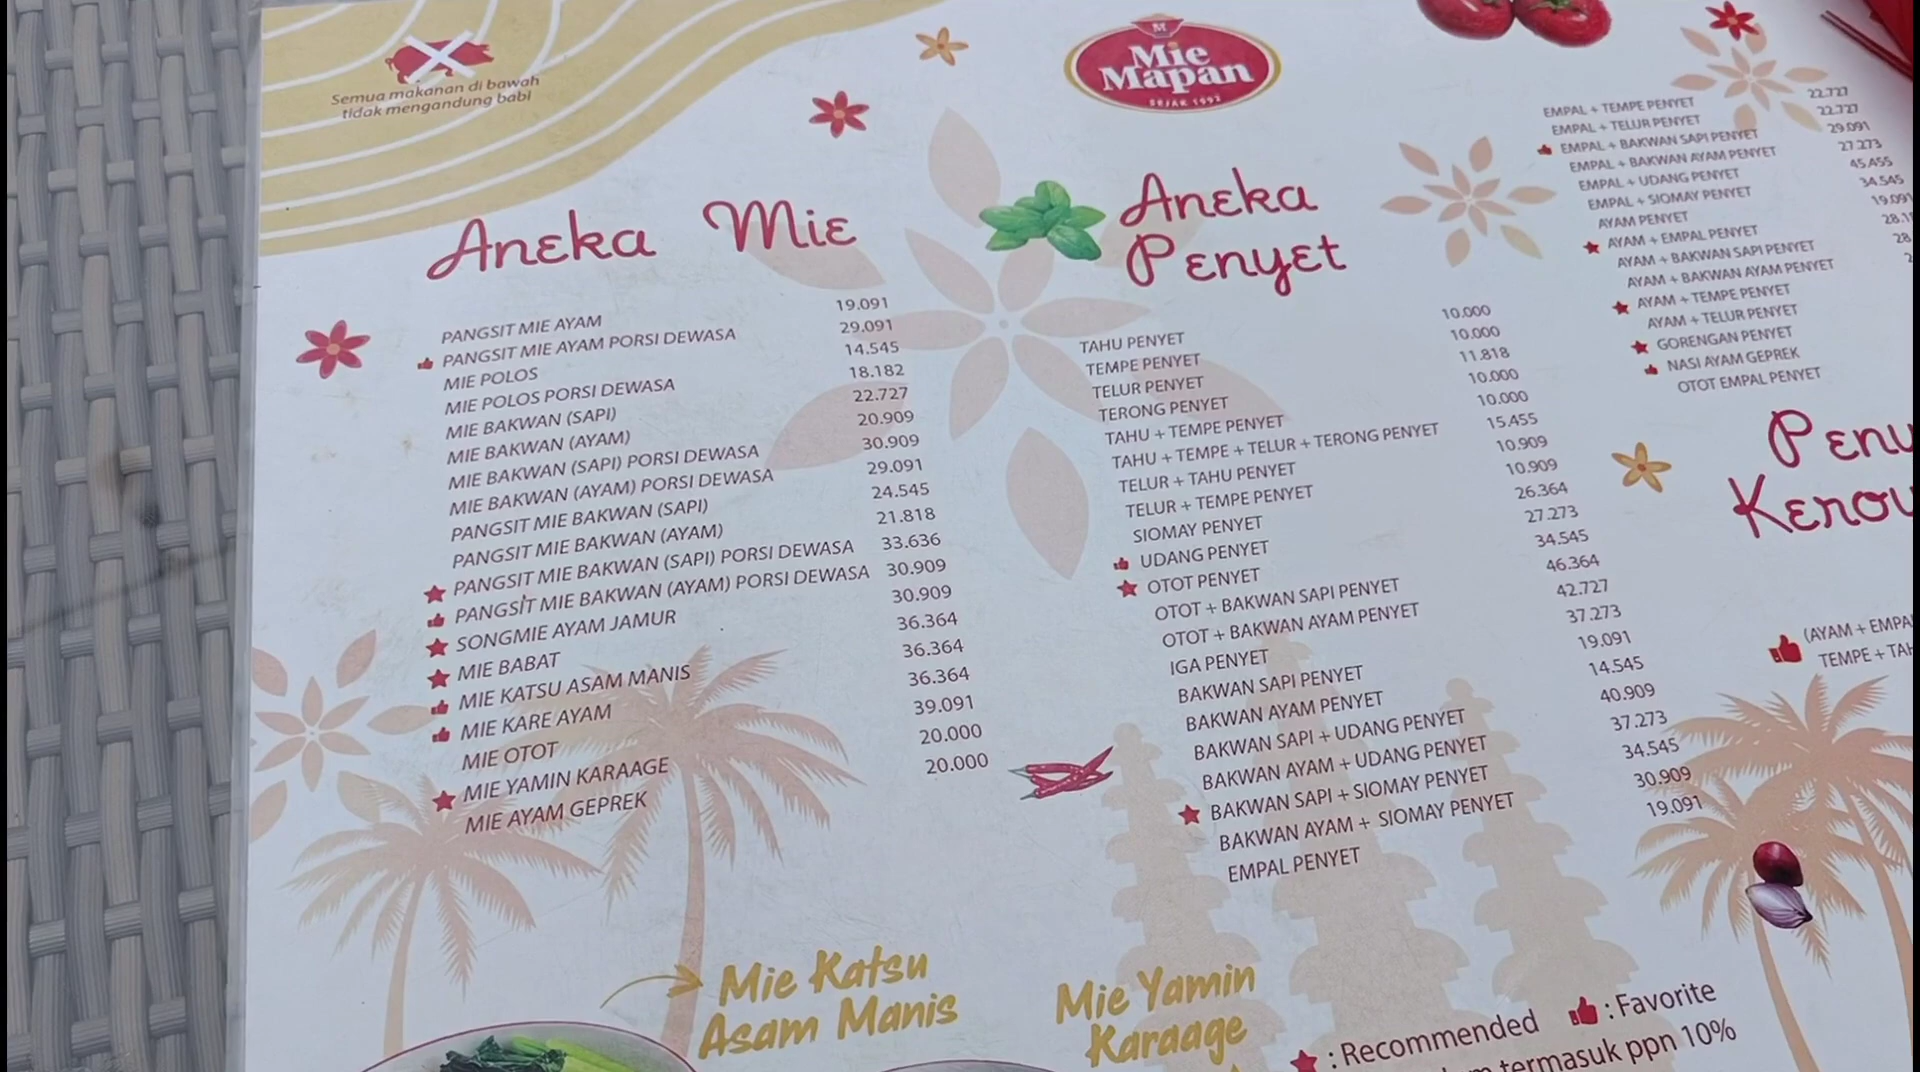 Semua makanan di bawah
tidak mengandung babi
Mie
Mapan
SEJAK 1992
Aneka Mie
PANGSIT MIE AYAM 19.091
PANGSIT MIE AYAM PORSI DEWASA 29.091
MIE POLOS 14.545
MIE POLOS PORSI DEWASA 18.182
MIE BAKWAN (SAPI) 22.727
MIE BAKWAN (AYAM) 20.909
MIE BAKWAN (SAPI) PORSI DEWASA 30.909
MIE BAKWAN (AYAM) PORSI DEWASA 29.091
PANGSIT MIE BAKWAN (SAPI) 24.545
PANGSIT MIE BAKWAN (AYAM) 21.818
PANGSIT MIE BAKWAN (SAPI) PORSI DEWASA 33.636
PANGSIT MIE BAKWAN (AYAM) PORSI DEWASA 30.909
SONGMIE AYAM JAMUR 30.909
MIE BABAT 36.364
MIE KATSU ASAM MANIS 36.364
MIE KARE AYAM 36.364
MIE OTOT 39.091
MIE YAMIN KARAAGE 20.000
MIE AYAM GEPREK 20.000
Aneka
Penyet
TAHU PENYET 10.000
TEMPE PENYET 10.000
TELUR PENYET 11.818
TERONG PENYET 10.000
TAHU + TEMPE PENYET 10.000
TAHU + TEMPE + TELUR + TERONG PENYET 15.455
TELUR + TAHU PENYET 10.909
TELUR + TEMPE PENYET 10.909
SIOMAY PENYET 26.364
UDANG PENYET 27.273
OTOT PENYET 34.545
OTOT + BAKWAN SAPI PENYET 46.364
OTOT + BAKWAN AYAM PENYET 42.727
IGA PENYET 37.273
BAKWAN SAPI PENYET 19.091
BAKWAN AYAM PENYET 14.545
BAKWAN SAPI + UDANG PENYET 40.909
BAKWAN AYAM + UDANG PENYET 37.273
BAKWAN SAPI + SIOMAY PENYET 34.545
BAKWAN AYAM + SIOMAY PENYET 30.909
EMPAL PENYET 19.091
EMPAL + TEMPE PENYET 22.727
EMPAL + TELUR PENYET 22.727
EMPAL + BAKWAN SAPI PENYET 29.091
EMPAL + BAKWAN AYAM PENYET 27.273
EMPAL + UDANG PENYET 45.455
EMPAL + SIOMAY PENYET 34.545
AYAM PENYET 19.091
AYAM + EMPAL PENYET 28.1
AYAM + BAKWAN SAPI PENYET 28
AYAM + BAKWAN AYAM PENYET 2
AYAM + TEMPE PENYET
AYAM + TELUR PENYET
GORENGAN PENYET
NASI AYAM GEPREK
OTOT EMPAL PENYET
(AYAM + EMPA
TEMPE + TAH
Mie Katsu
Asam Manis
Mie Yamin
Karaage
: Recommended : Favorite
termasuk ppn 10%